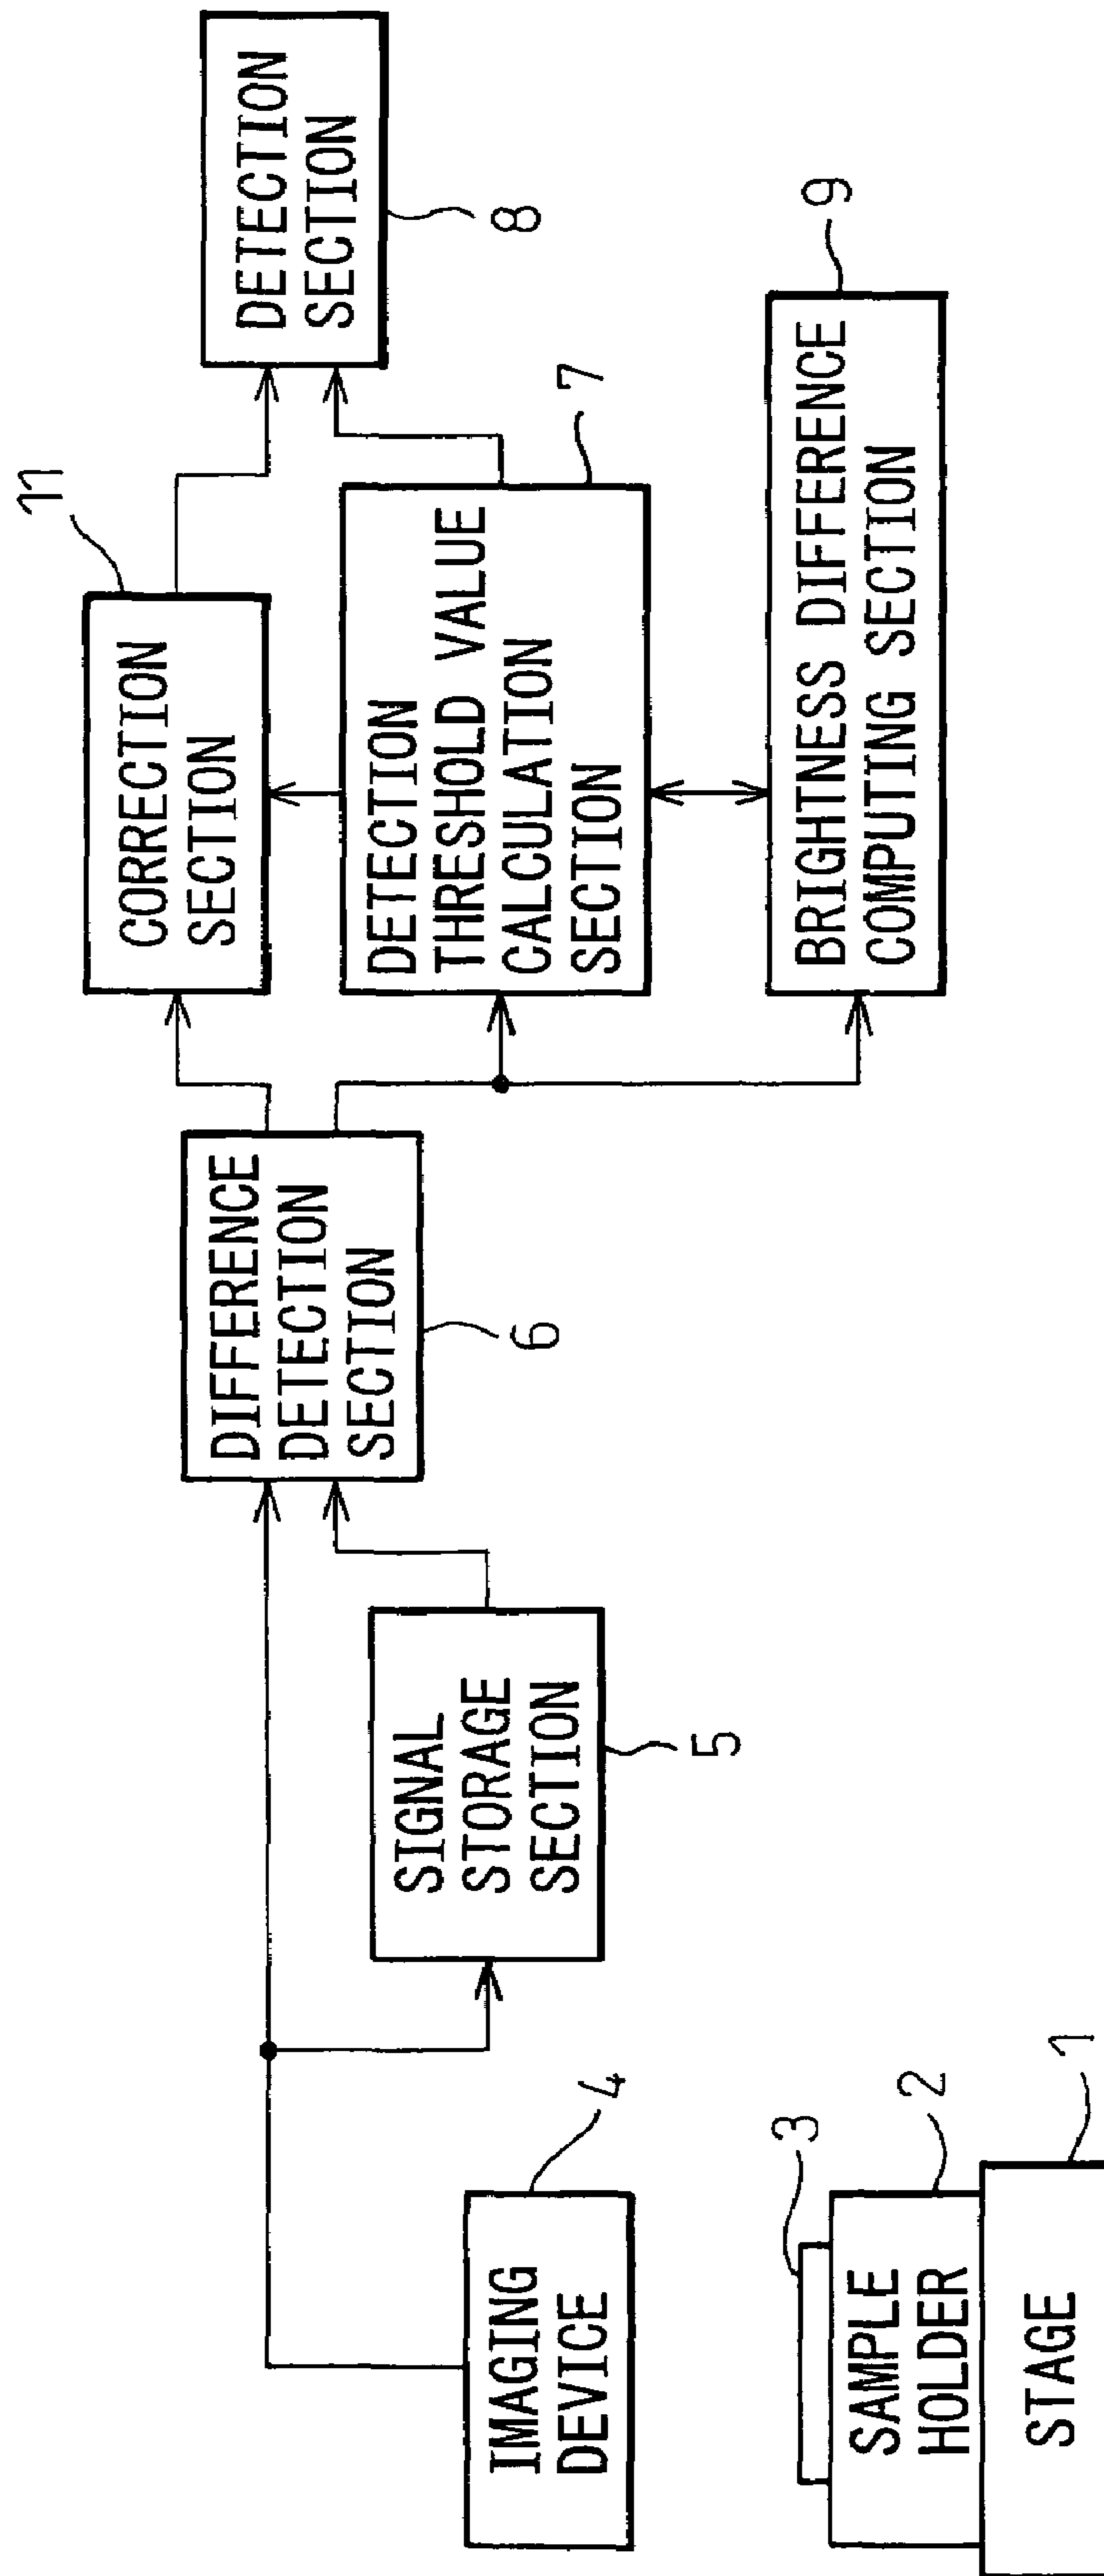 IMAGING
DEVICE
4
3
SAMPLE
HOLDER
2
STAGE
1
SIGNAL
STORAGE
SECTION
5
DIFFERENCE
DETECTION
SECTION
6
CORRECTION
SECTION
11
DETECTION
THRESHOLD VALUE
CALCULATION
SECTION
7
BRIGHTNESS DIFFERENCE
COMPUTING SECTION
9
DETECTION
SECTION
8